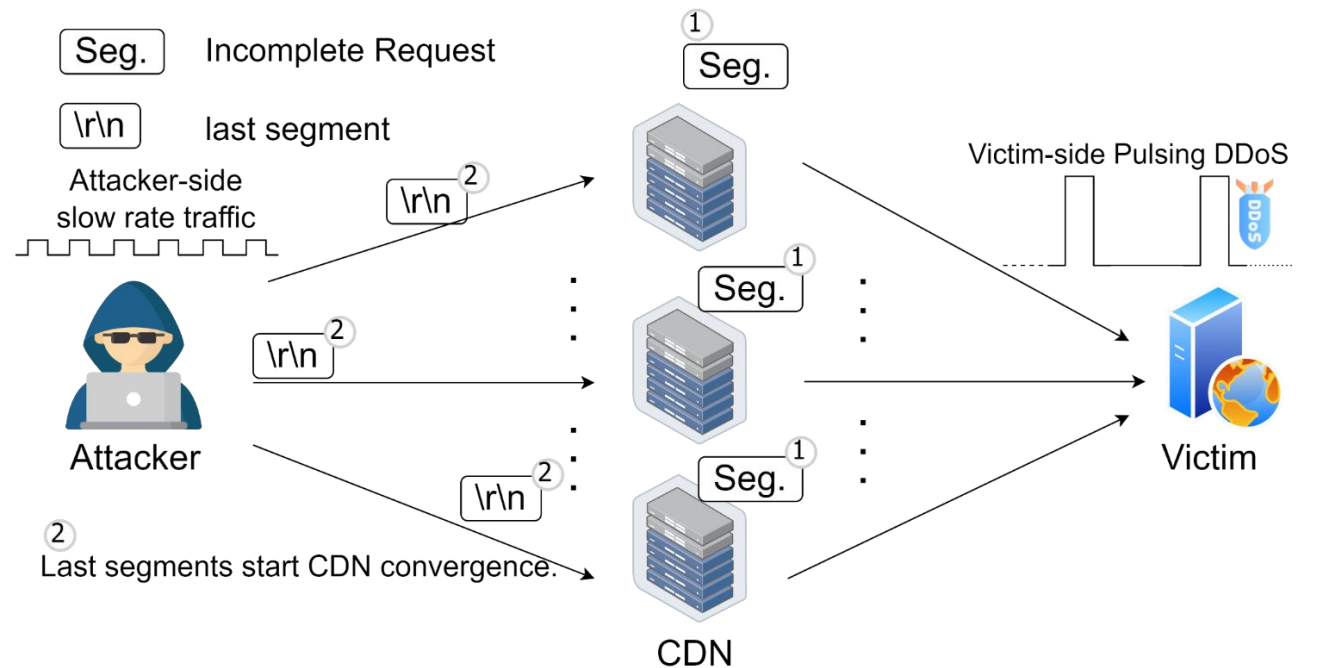 Seg.
Incomplete Request
\r\n
last segment
Attacker-side
slow rate traffic
1
Seg.
\r\n
2
Victim-side Pulsing DDoS
DDoS
Seg.
1
\r\n
2
Attacker
Seg.
1
\r\n
2
Victim
2
Last segments start CDN convergence.
CDN